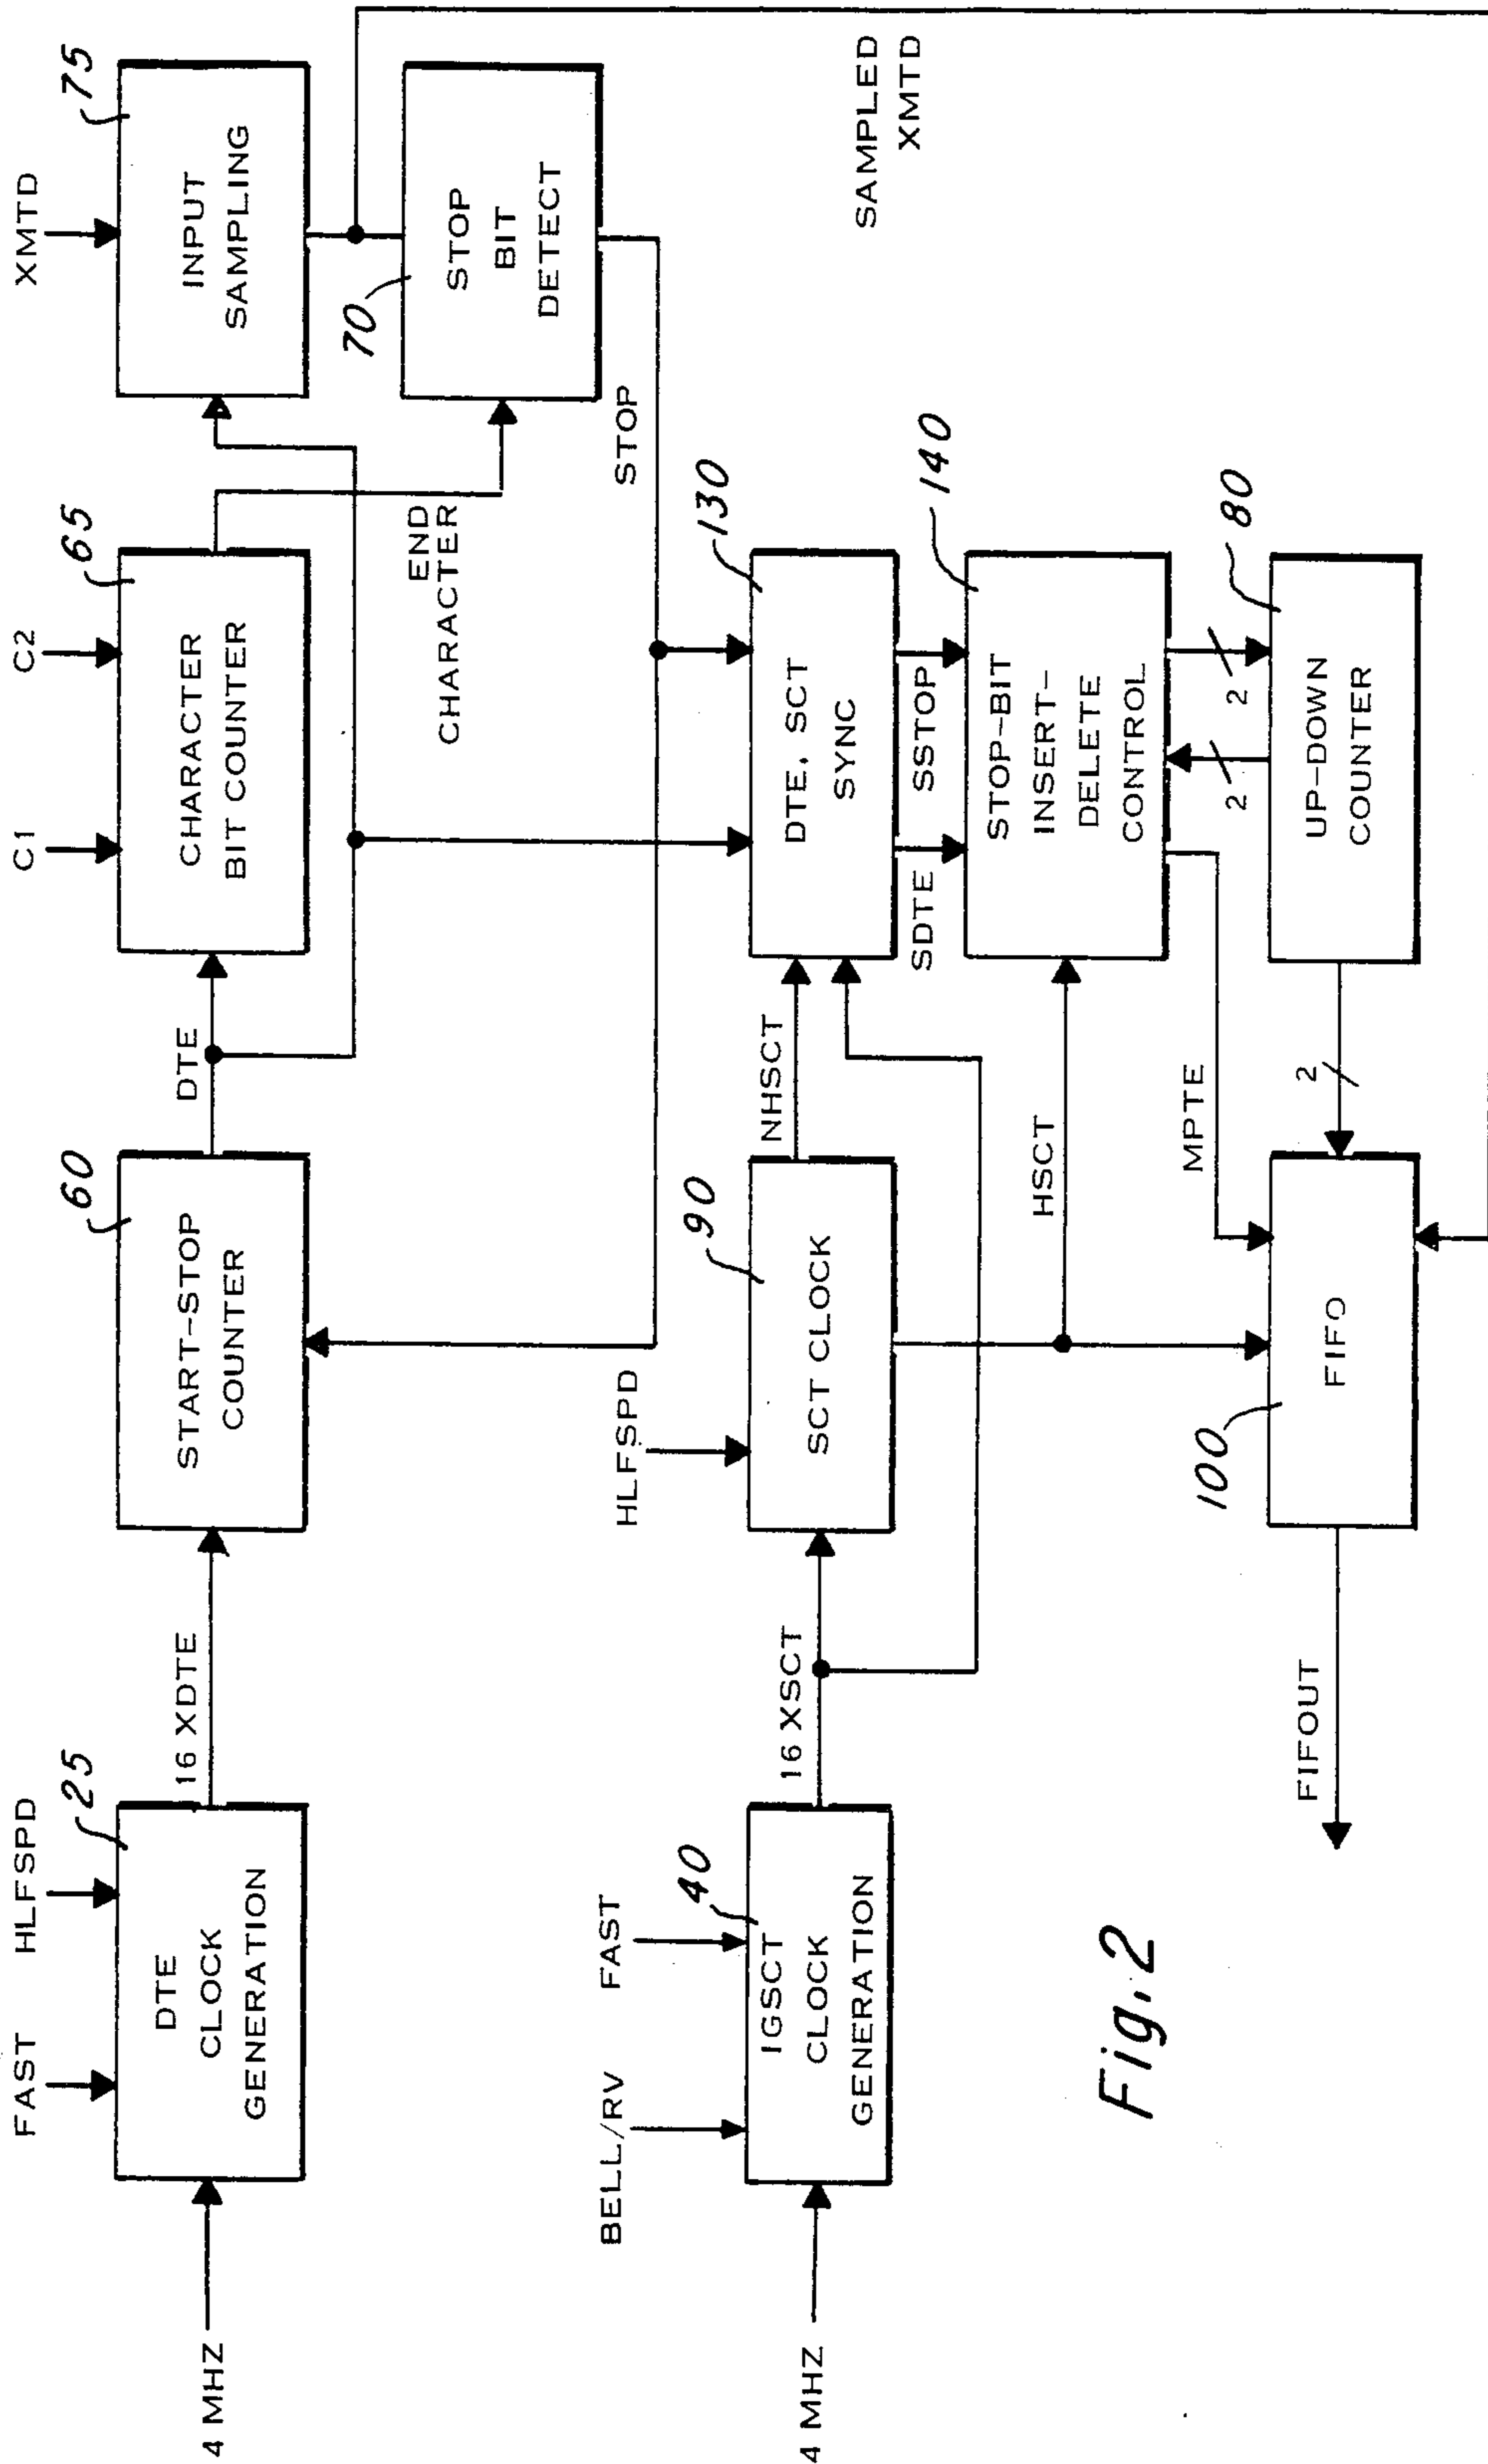 FAST
HLFSPD
25
4 MHZ
DTE
CLOCK
GENERATION
16 XDTE
60
START-STOP
COUNTER
DTE
C1
C2
65
CHARACTER
BIT COUNTER
XMTD
75
INPUT
SAMPLING
END
CHARACTER
70
STOP
BIT
DETECT
STOP
SAMPLED
XMTD
BELL/RV
FAST
40
4 MHZ
IGSCT
CLOCK
GENERATION
16 XSCT
HLFSPD
90
SCT CLOCK
NHSCT
HSCT
130
DTE, SCT
SYNC
SDTE
SSTOP
140
STOP-BIT
INSERT-
DELETE
CONTROL
2
2
80
UP-DOWN
COUNTER
MPTE
2
100
FIFO
FIFOUT
Fig. 2